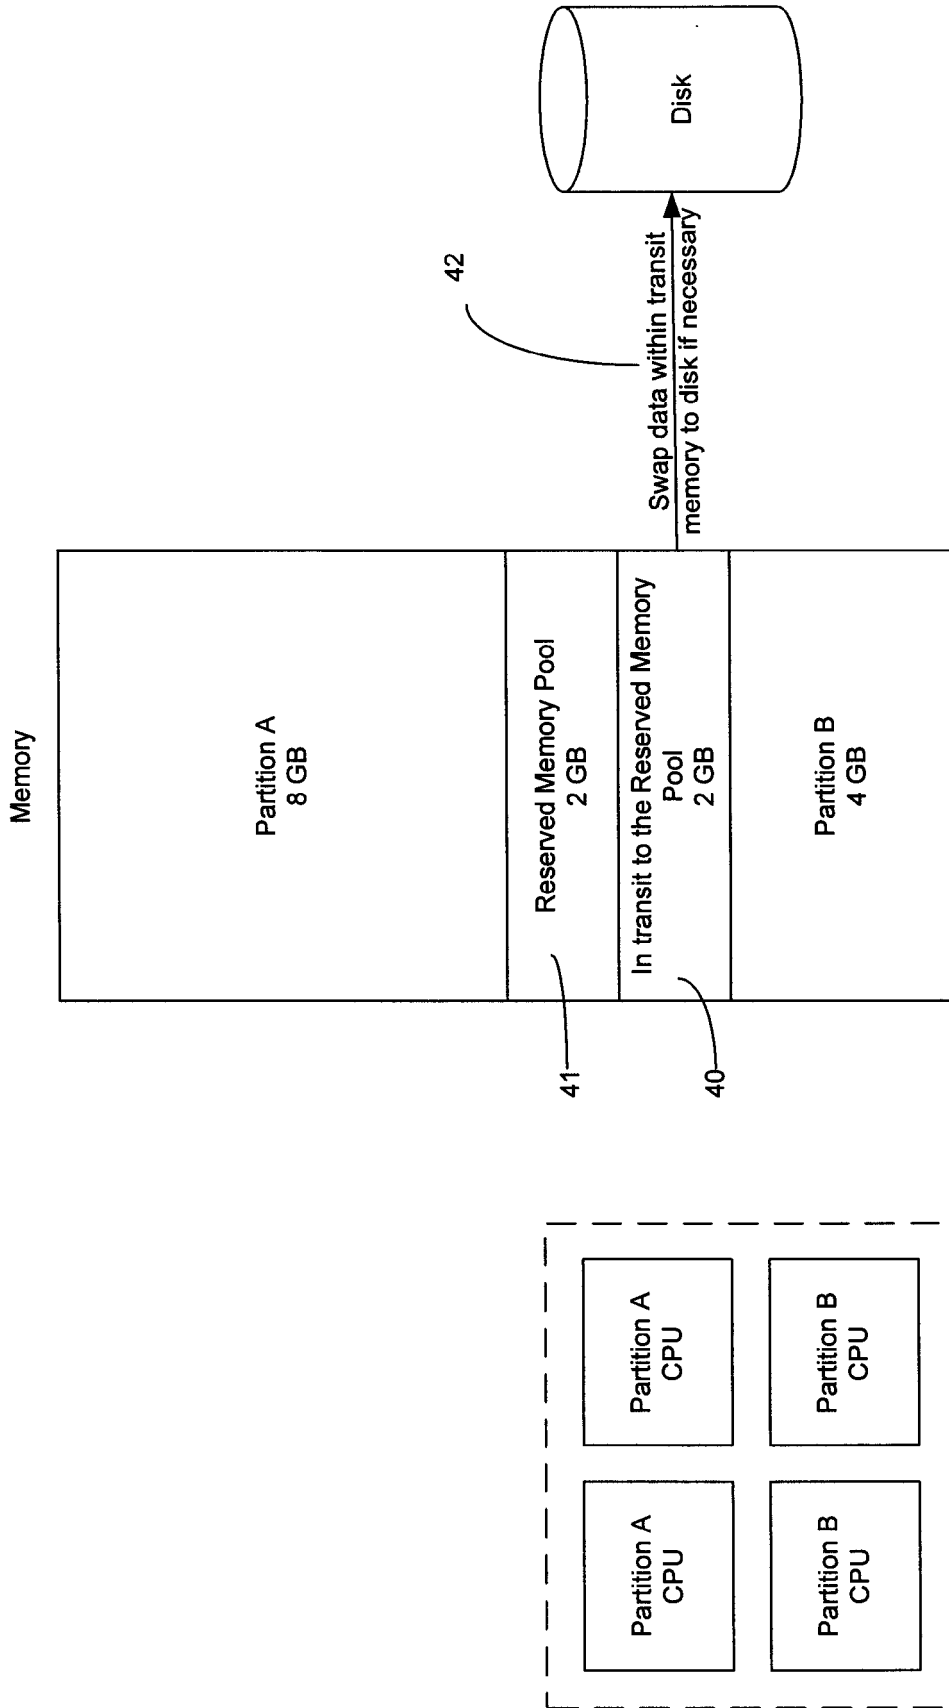 Memory
Partition A
8 GB
Reserved Memory Pool
2 GB
41
In transit to the Reserved Memory
Pool
2 GB
40
Partition B
4 GB
42
Swap data within transit
memory to disk if necessary
Disk
Partition A
CPU
Partition A
CPU
Partition B
CPU
Partition B
CPU